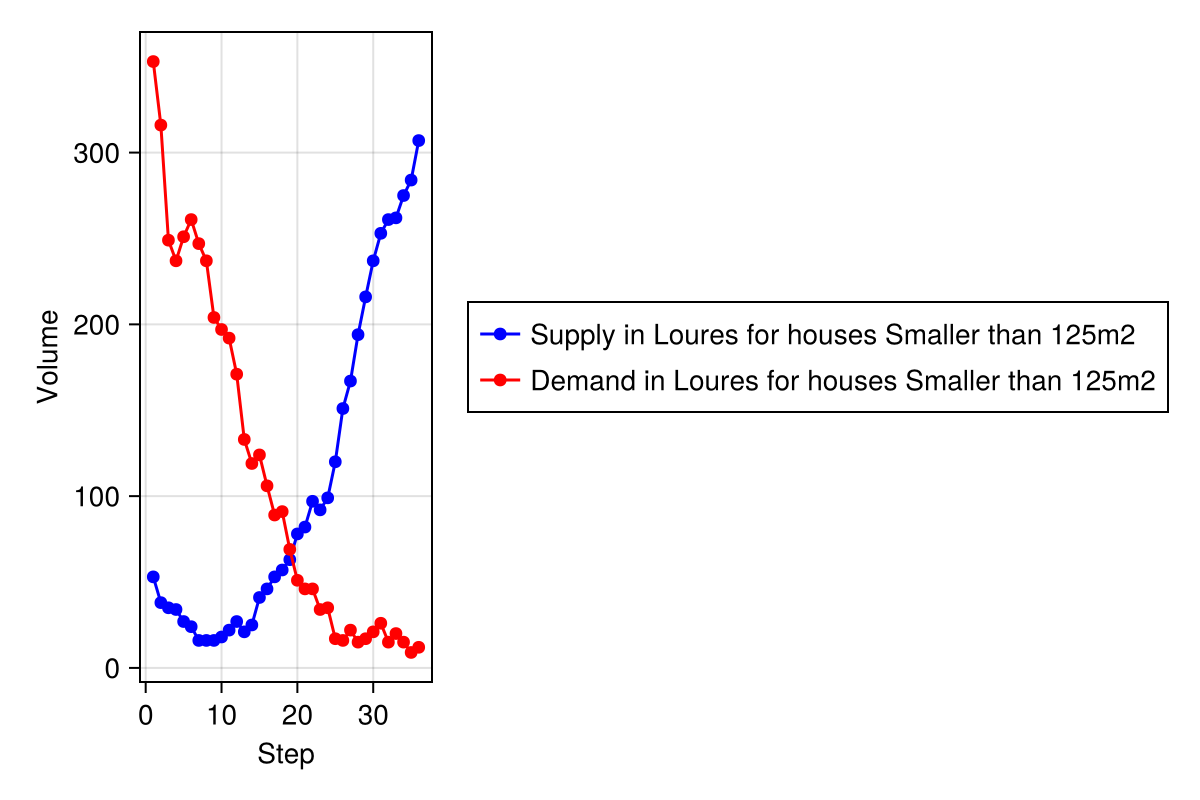 Volume
300
200
100
0
0 10 20 30
Step
Supply in Loures for houses Smaller than 125m2
Demand in Loures for houses Smaller than 125m2